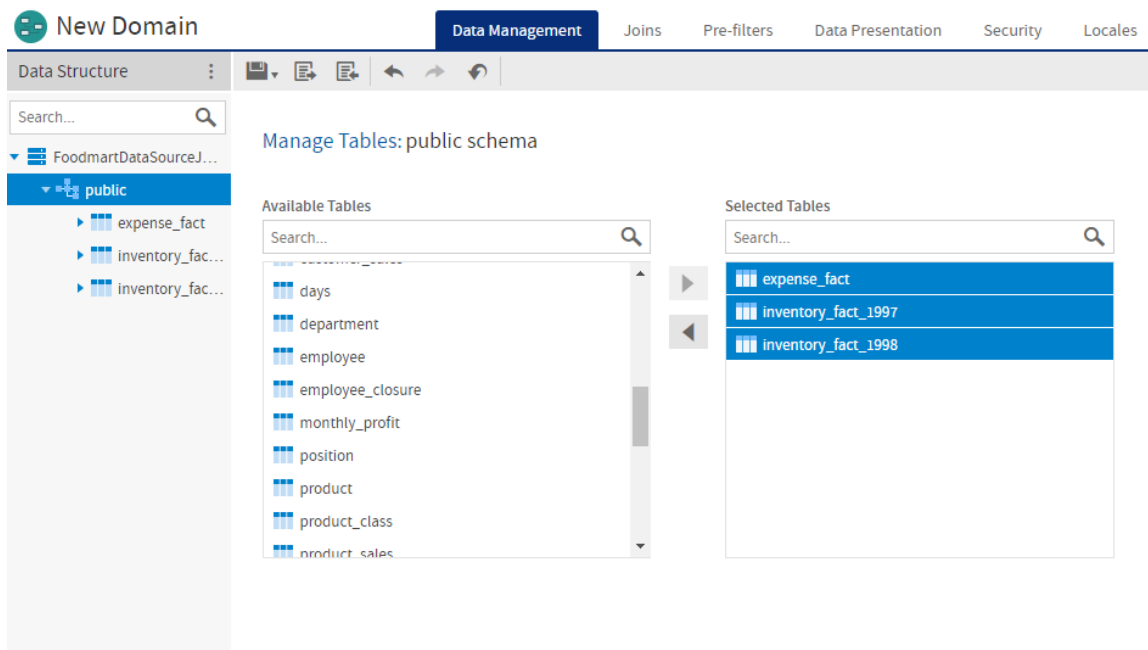 New Domain
Data Management Joins Pre-filters Data Presentation Security Locales
Data Structure
Search...
FoodmartDataSourceJ...
public
expense_fact
inventory_fac...
inventory_fac...
Manage Tables: public schema
Available Tables
Search...
customer_sales
days
department
employee
employee_closure
monthly_profit
position
product
product_class
product_sales
Selected Tables
Search...
expense_fact
inventory_fact_1997
inventory_fact_1998